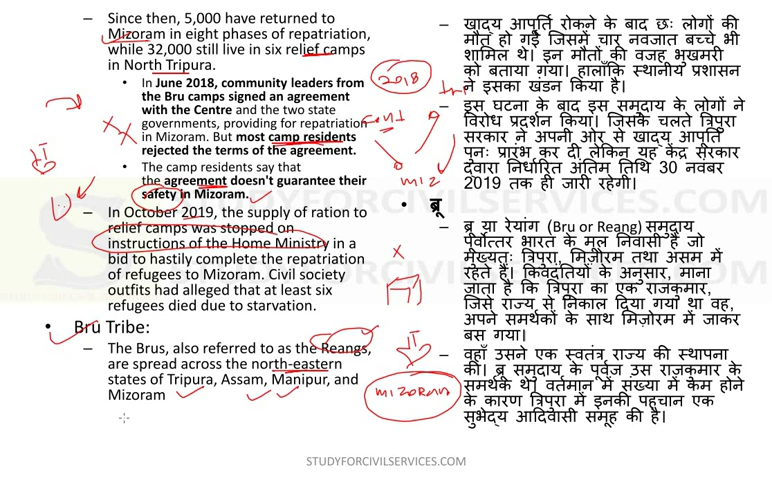 – Since then, 5,000 have returned to
Mizoram in eight phases of repatriation,
while 32,000 still live in six relief camps
in North Tripura.
• In June 2018, community leaders from
the Bru camps signed an agreement
with the Centre and the two state
governments, providing for repatriation
in Mizoram. But most camp residents
rejected the terms of the agreement.
• The camp residents say that
the agreement doesn't guarantee their
safety in Mizoram.
– In October 2019, the supply of ration to
relief camps was stopped on
instructions of the Home Ministry in a
bid to hastily complete the repatriation
of refugees to Mizoram. Civil society
outfits had alleged that at least six
refugees died due to starvation.
• Bru Tribe:
– The Brus, also referred to as the Reangs,
are spread across the north-eastern
states of Tripura, Assam, Manipur, and
Mizoram
2018
Cent
Miz
MIZORAM
– खाद्य आपूर्ति रोकने के बाद छः लोगों की
मौत हो गई जिसमें चार नवजात बच्चे भी
शामिल थे। इन मौतों की वजह भुखमरी
को बताया गया। हालाँकि स्थानीय प्रशासन
ने इसका खंडन किया है।
– इस घटना के बाद इस समुदाय के लोगों ने
विरोध प्रदर्शन किया। जिसके चलते त्रिपुरा
सरकार ने अपनी ओर से खाद्य आपूर्ति
पुनः प्रारंभ कर दी लेकिन यह केंद्र सरकार
द्वारा निर्धारित अंतिम तिथि 30 नवंबर
2019 तक ही जारी रहेगी।
• ब्रू
– ब्रू या रेयांग (Bru or Reang) समुदाय
पूर्वोत्तर भारत के मूल निवासी हैं जो
मुख्यतः त्रिपुरा, मिज़ोरम तथा असम में
रहते हैं। किवंदंतियों के अनुसार, माना
जाता है कि त्रिपुरा का एक राजकुमार,
जिसे राज्य से निकाल दिया गया था वह,
अपने समर्थकों के साथ मिज़ोरम में जाकर
बस गया।
– वहाँ उसने एक स्वतंत्र राज्य की स्थापना
की। ब्रू समुदाय के पूर्वज उस राजकुमार के
समर्थक थे। वर्तमान में संख्या में कम होने
के कारण त्रिपुरा में इनकी पहचान एक
सुभेद्य आदिवासी समूह की है।
STUDYFORCIVILSERVICES.COM